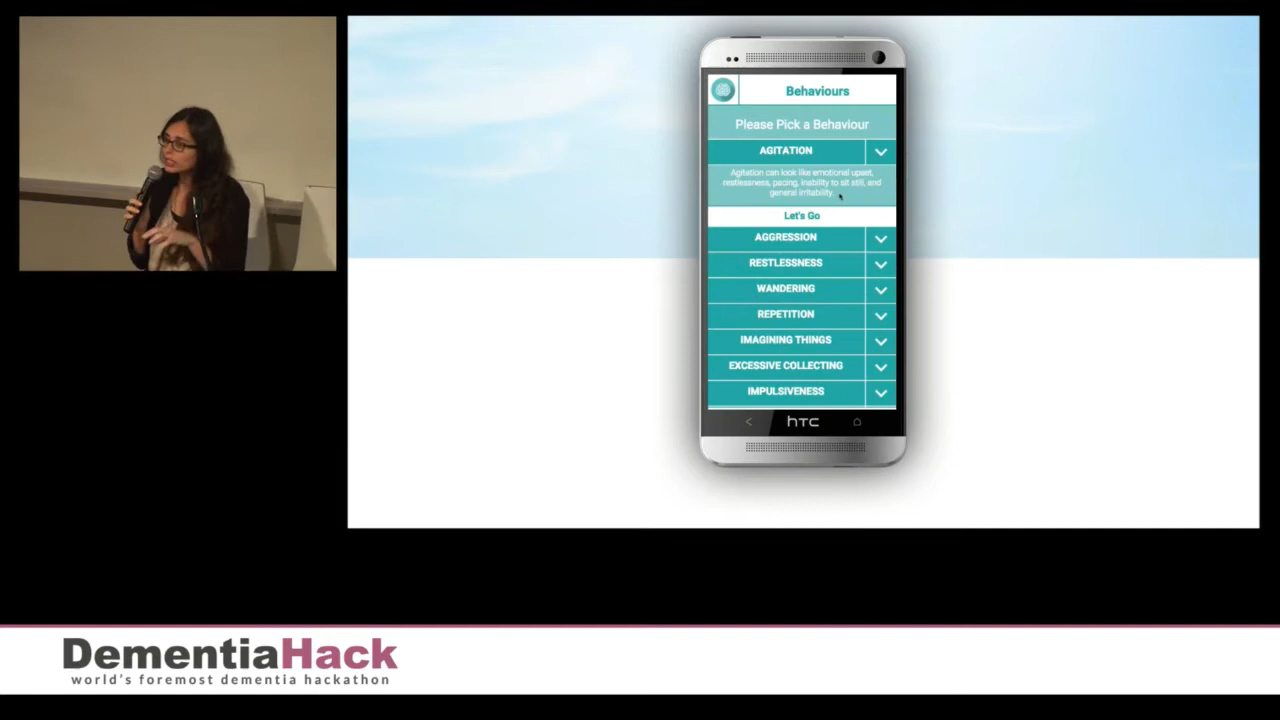 Behaviours
Please Pick a Behaviour
AGITATION
Agitation can look like emotional upset,
restlessness, pacing, inability to sit still, and
general irritability.
Let's Go
AGGRESSION
RESTLESSNESS
WANDERING
REPETITION
IMAGINING THINGS
EXCESSIVE COLLECTING
IMPULSIVENESS
hTC
DementiaHack
world's foremost dementia hackathon